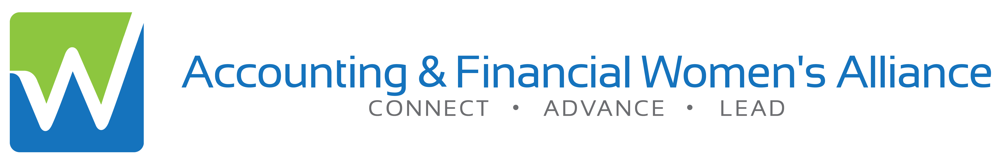 W
Accounting & Financial Women's Alliance
CONNECT • ADVANCE • LEAD